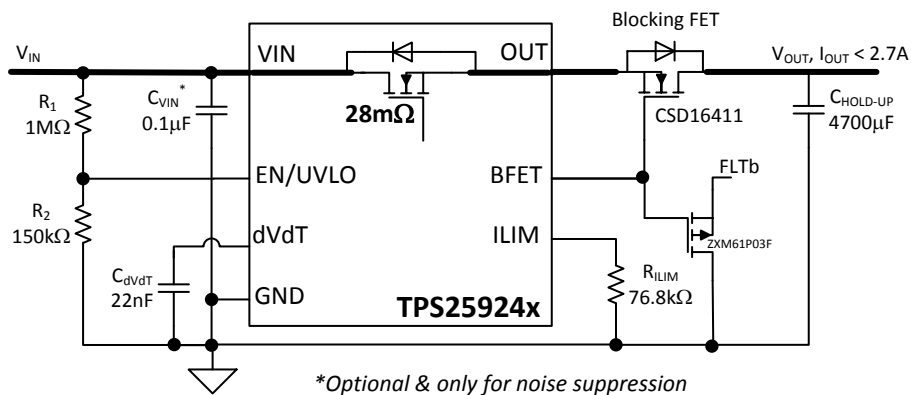 Blocking FET
V_IN
VIN
OUT
V_OUT, I_OUT < 2.7A
R_1
1MΩ
C_VIN*
0.1µF
28mΩ
CSD16411
C_HOLD-UP
4700µF
EN/UVLO
BFET
FLTb
R_2
150kΩ
dVdT
ILIM
ZXM61P03F
C_dVdT
22nF
GND
R_ILIM
76.8kΩ
TPS25924x
*Optional & only for noise suppression